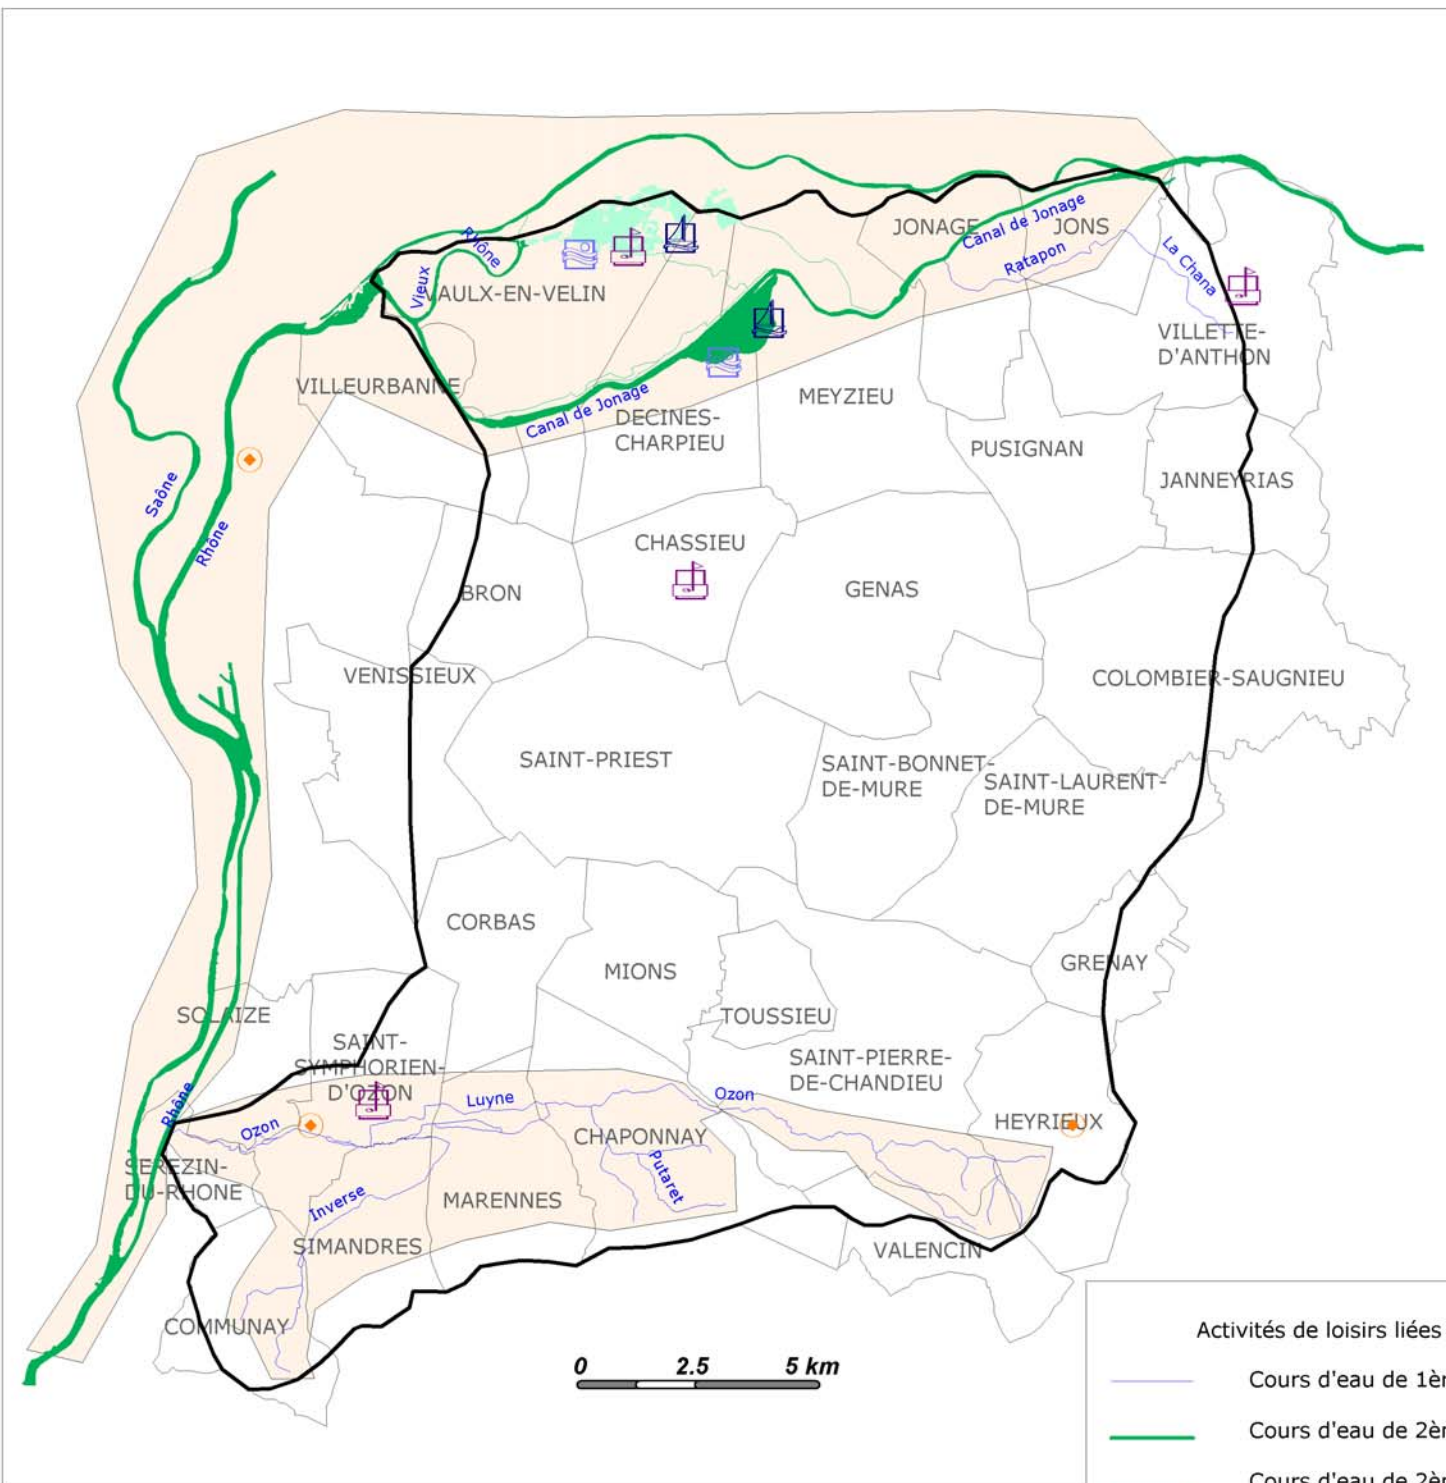 JONAGE
JONS
Canal de Jonage
Ratapon
La Chana
Rhône
Vieux
VAULX-EN-VELIN
VILLETTE-
D'ANTHON
VILLEURBANNE
MEYZIEU
Canal de Jonage
DECINES-
CHARPIEU
PUSIGNAN
JANNEYRIAS
Saône
Rhône
CHASSIEU
BRON
GENAS
VENISSIEUX
COLOMBIER-SAUGNIEU
SAINT-PRIEST
SAINT-BONNET-
DE-MURE
SAINT-LAURENT-
DE-MURE
CORBAS
MIONS
GRENAY
SOLAIZE
TOUSSIEU
SAINT-
SYMPHORIEN-
D'OZON
SAINT-PIERRE-
DE-CHANDIEU
Rhône
Luyne
Ozon
Ozon
HEYRIEUX
CHAPONNAY
SEREZIN-
DU-RHONE
Putaret
Inverse
MARENNES
SIMANDRES
VALENCIN
COMMUNAY
0 2.5 5 km
Activités de loisirs liées
Cours d'eau de 1èr
Cours d'eau de 2èr
Cours d'eau de 2èr